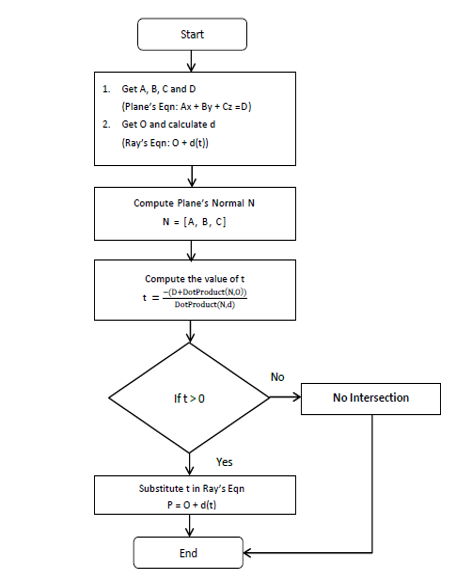 Start
1. Get A, B, C and D
(Plane's Eqn: Ax + By + Cz =D)
2. Get O and calculate d
(Ray's Eqn: O + d(t))
Compute Plane's Normal N
N = [A, B, C]
Compute the value of t
t = −(D+DotProduct(N,O)) / DotProduct(N,d)
If t > 0
No
No Intersection
Yes
Substitute t in Ray's Eqn
P = O + d(t)
End